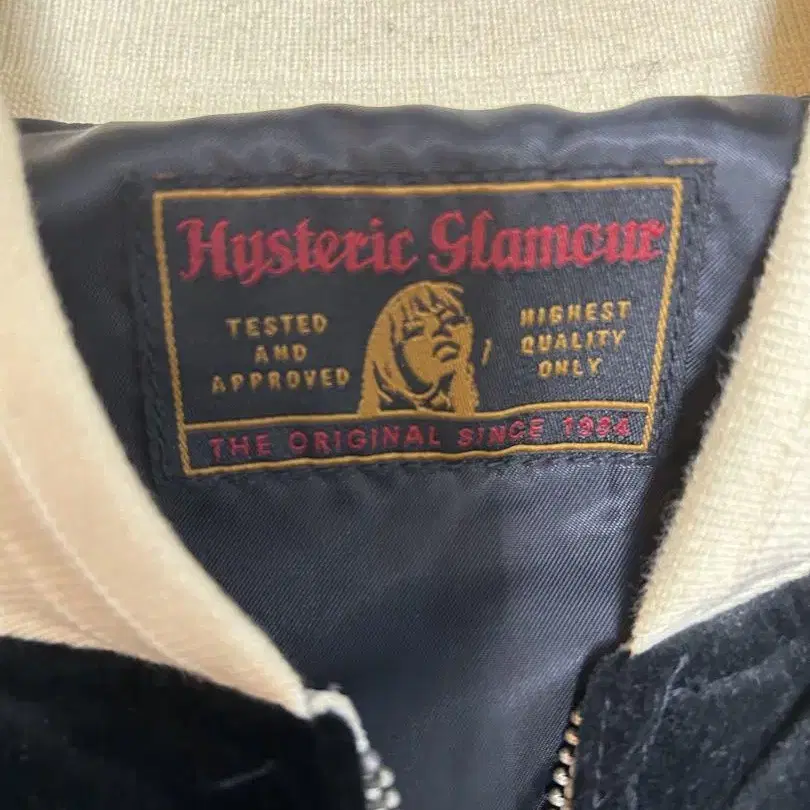 Hysteric Glamour
TESTED
AND
APPROVED
HIGHEST
QUALITY
ONLY
THE ORIGINAL SINCE 1984